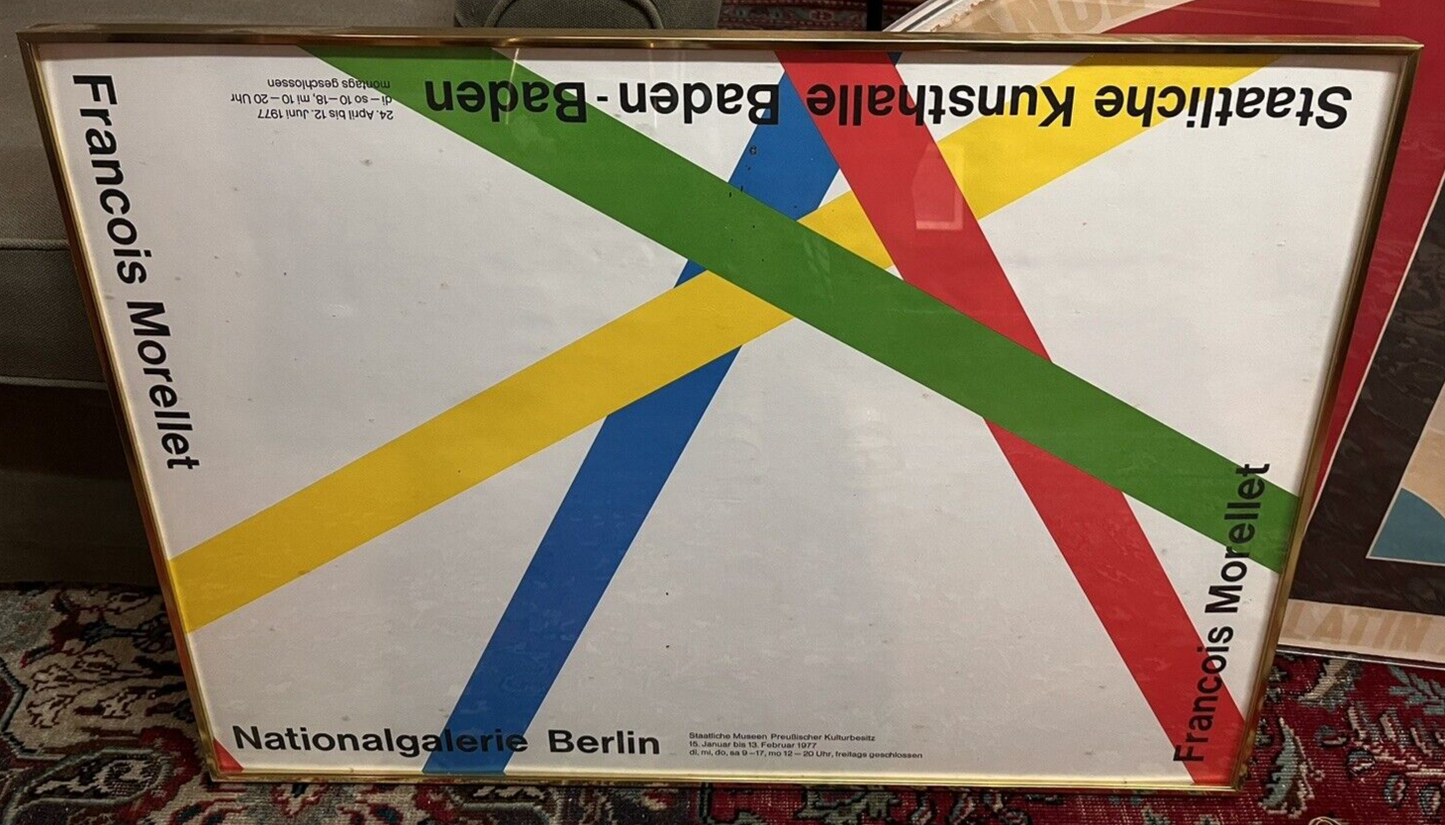 Francois Morellet
Staatliche Kunsthalle Baden-Baden
24. April bis 12. Juni 1977
di – so 10 –18, mi 10 – 20 Uhr
montags geschlossen
Francois Morellet
Nationalgalerie Berlin
Staatliche Museen Preußischer Kulturbesitz
15. Januar bis 13. Februar 1977
di, mi, do, sa 9 –17, mo 12 – 20 Uhr, freitags geschlossen
LATIN